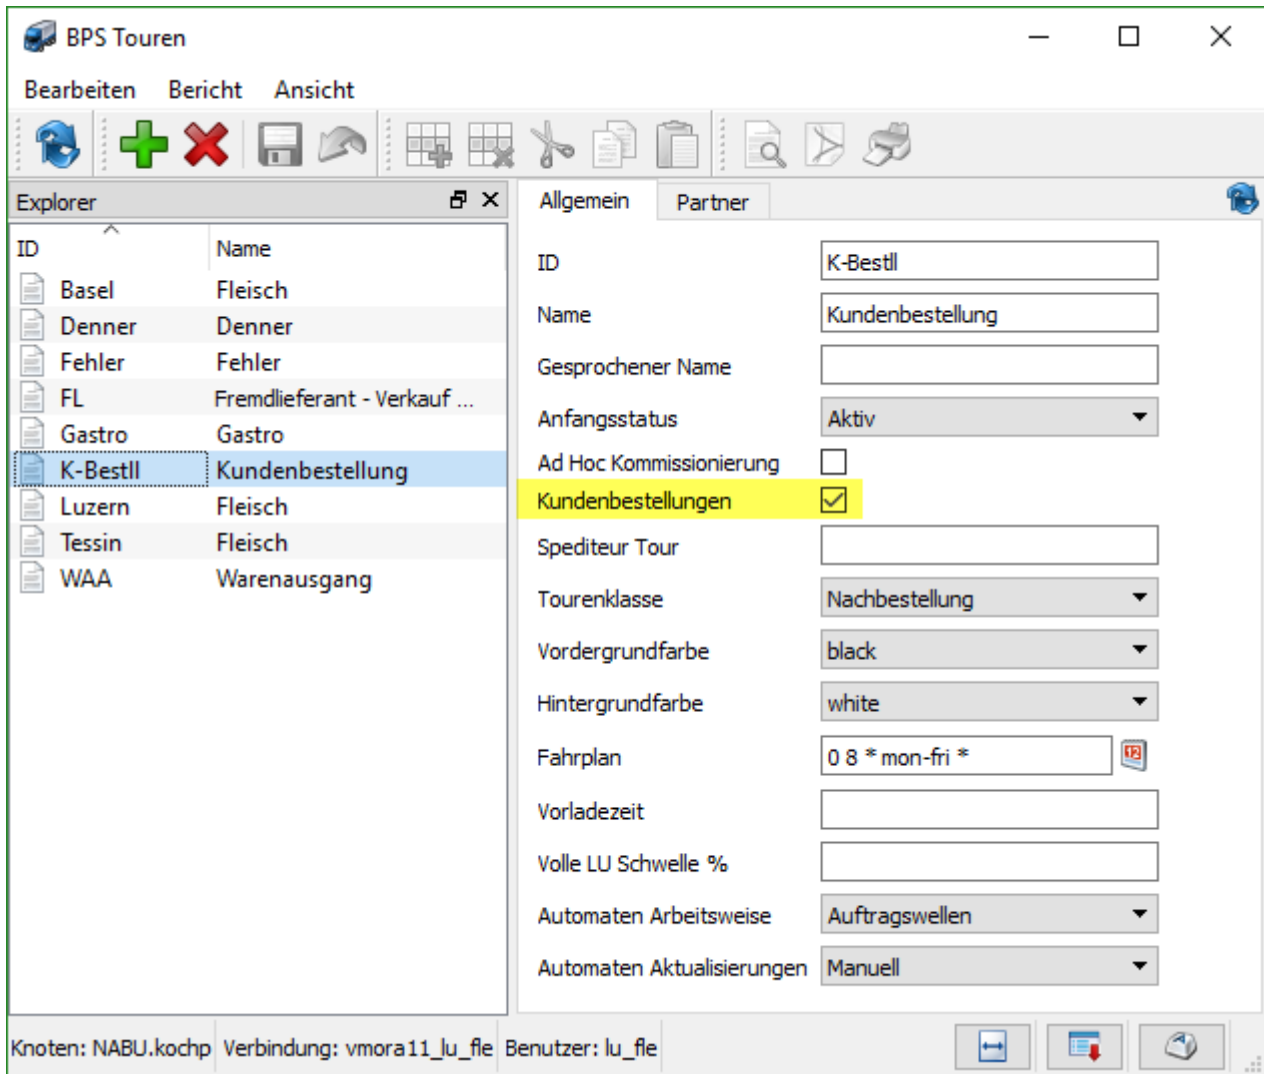 BPS Touren
Bearbeiten Bericht Ansicht
Explorer
ID Name
Basel Fleisch
Denner Denner
Fehler Fehler
FL Fremdlieferant - Verkauf ...
Gastro Gastro
K-Bestll Kundenbestellung
Luzern Fleisch
Tessin Fleisch
WAA Warenausgang
Allgemein Partner
ID K-Bestll
Name Kundenbestellung
Gesprochener Name
Anfangsstatus Aktiv
Ad Hoc Kommissionierung
Kundenbestellungen
Spediteur Tour
Tourenklasse Nachbestellung
Vordergrundfarbe black
Hintergrundfarbe white
Fahrplan 0 8 * mon-fri * 12
Vorladezeit
Volle LU Schwelle %
Automaten Arbeitsweise Auftragswellen
Automaten Aktualisierungen Manuell
Knoten: NABU.kochp Verbindung: vmora11_lu_fle Benutzer: lu_fle